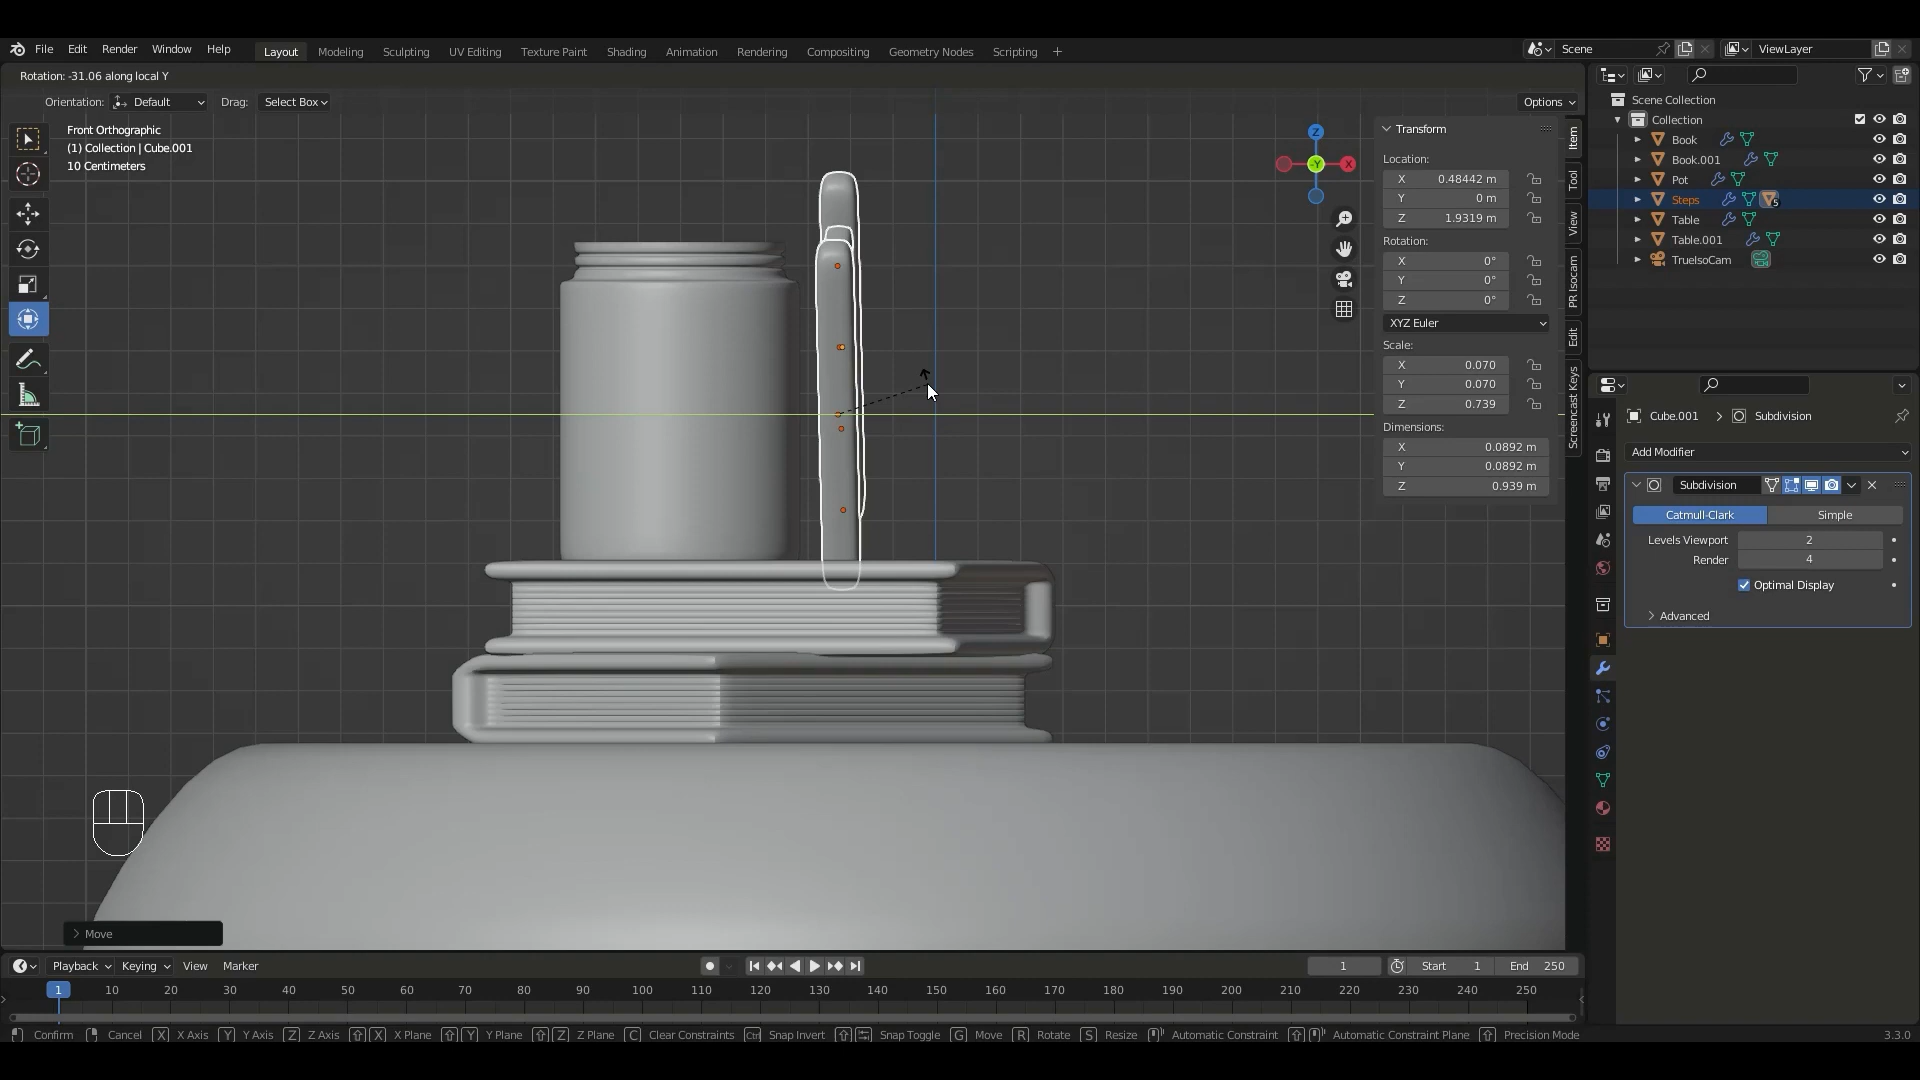 File Edit Render Window Help Layout Modeling Sculpting UV Editing Texture Paint Shading Animation Rendering Compositing Geometry Nodes Scripting + Scene ViewLayer
Rotation: -31.06 along local Y
Orientation: Default Drag: Select Box Options
Front Orthographic
(1) Collection | Cube.001
10 Centimeters
Z
-Y
X
Transform
Location:
X 0.48442 m
Y 0 m
Z 1.9319 m
Rotation:
X 0°
Y 0°
Z 0°
XYZ Euler
Scale:
X 0.070
Y 0.070
Z 0.739
Dimensions:
X 0.0892 m
Y 0.0892 m
Z 0.939 m
Item
Tool
View
PR Isocam
Edit
Screencast Keys
Scene Collection
Collection
Book
Book.001
Pot
Steps 5
Table
Table.001
TrueIsoCam
Cube.001 > Subdivision
Add Modifier
Subdivision
Catmull-Clark Simple
Levels Viewport 2
Render 4
Optimal Display
Advanced
Move
Playback Keying View Marker 1 Start 1 End 250
1 10 20 30 40 50 60 70 80 90 100 110 120 130 140 150 160 170 180 190 200 210 220 230 240 250
Confirm Cancel X X Axis Y Y Axis Z Z Axis X X Plane Y Y Plane Z Z Plane C Clear Constraints Ctrl Snap Invert Snap Toggle G Move R Rotate S Resize Automatic Constraint Automatic Constraint Plane Precision Mode 3.3.0